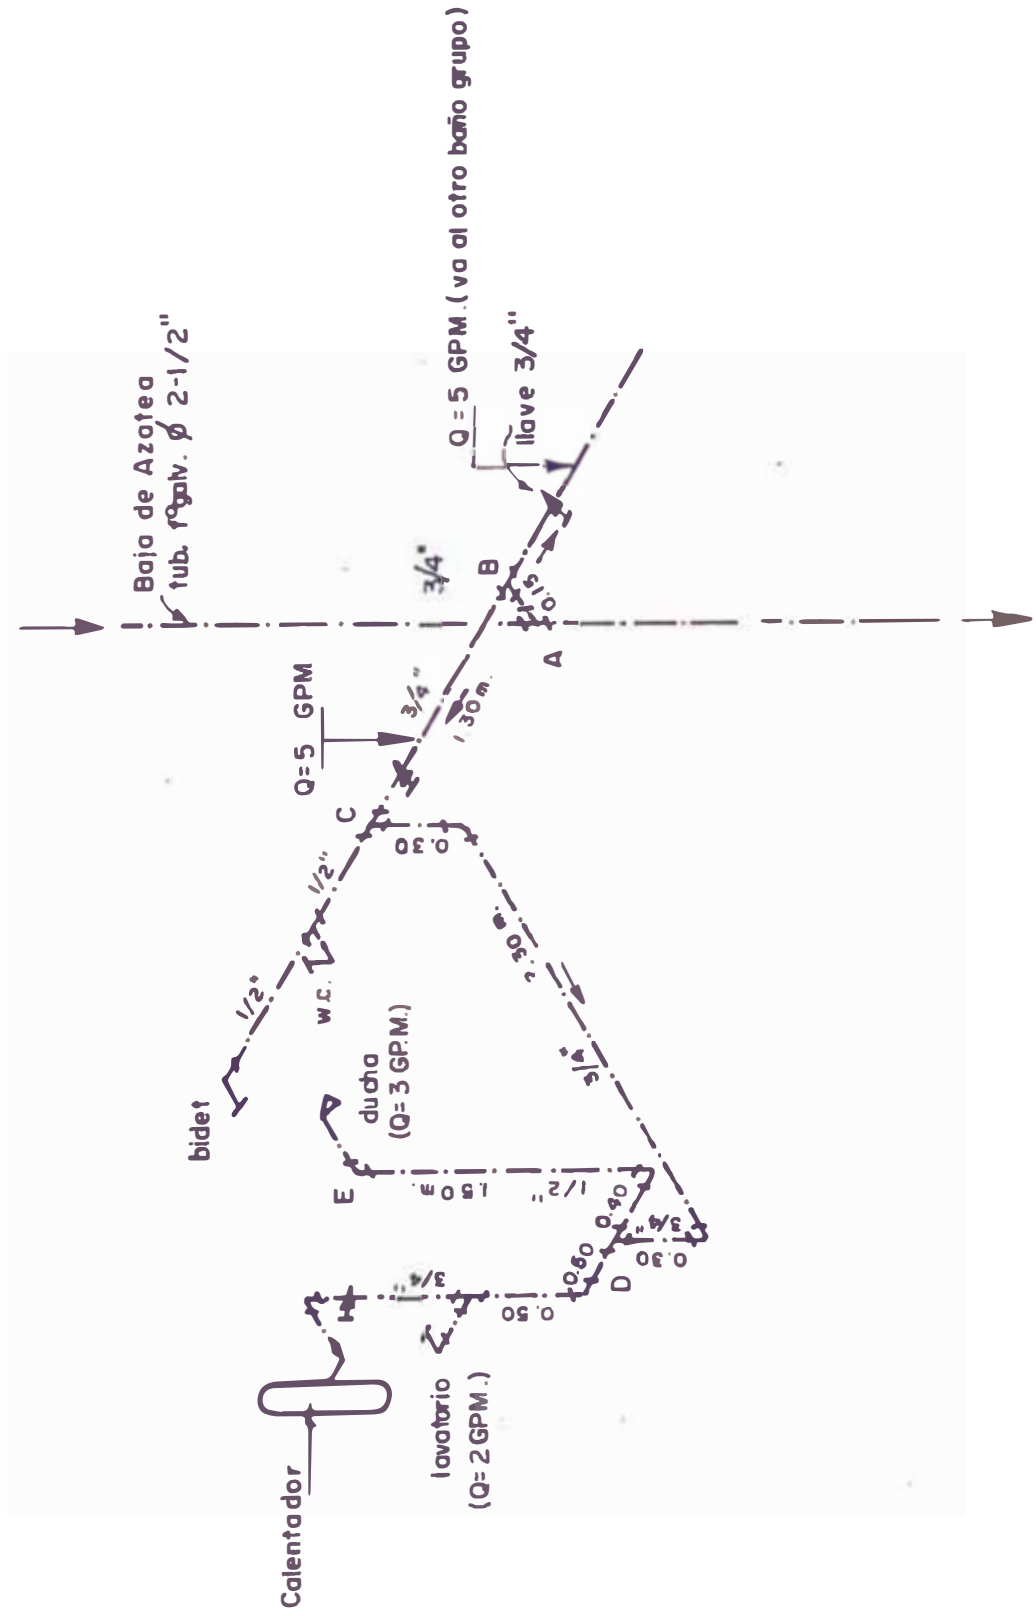 Baja de Azotea
tub. fºgalv. Ø 2-1/2"
Q = 5 GPM. (va al otro baño grupo)
llave 3/4"
3/4"
B
0.15
A
Q=5 GPM
3/4"
1.30 m.
C
0.30
1/2"
1/2"
w.c.
bidet
2.30 m.
3/4"
ducha
(Q=3 GP.M.)
E
1.50 m.
1/2"
0.40
3/4"
0.30
0.60
D
3/4"
0.50
lavatorio
(Q=2 GPM.)
Calentador